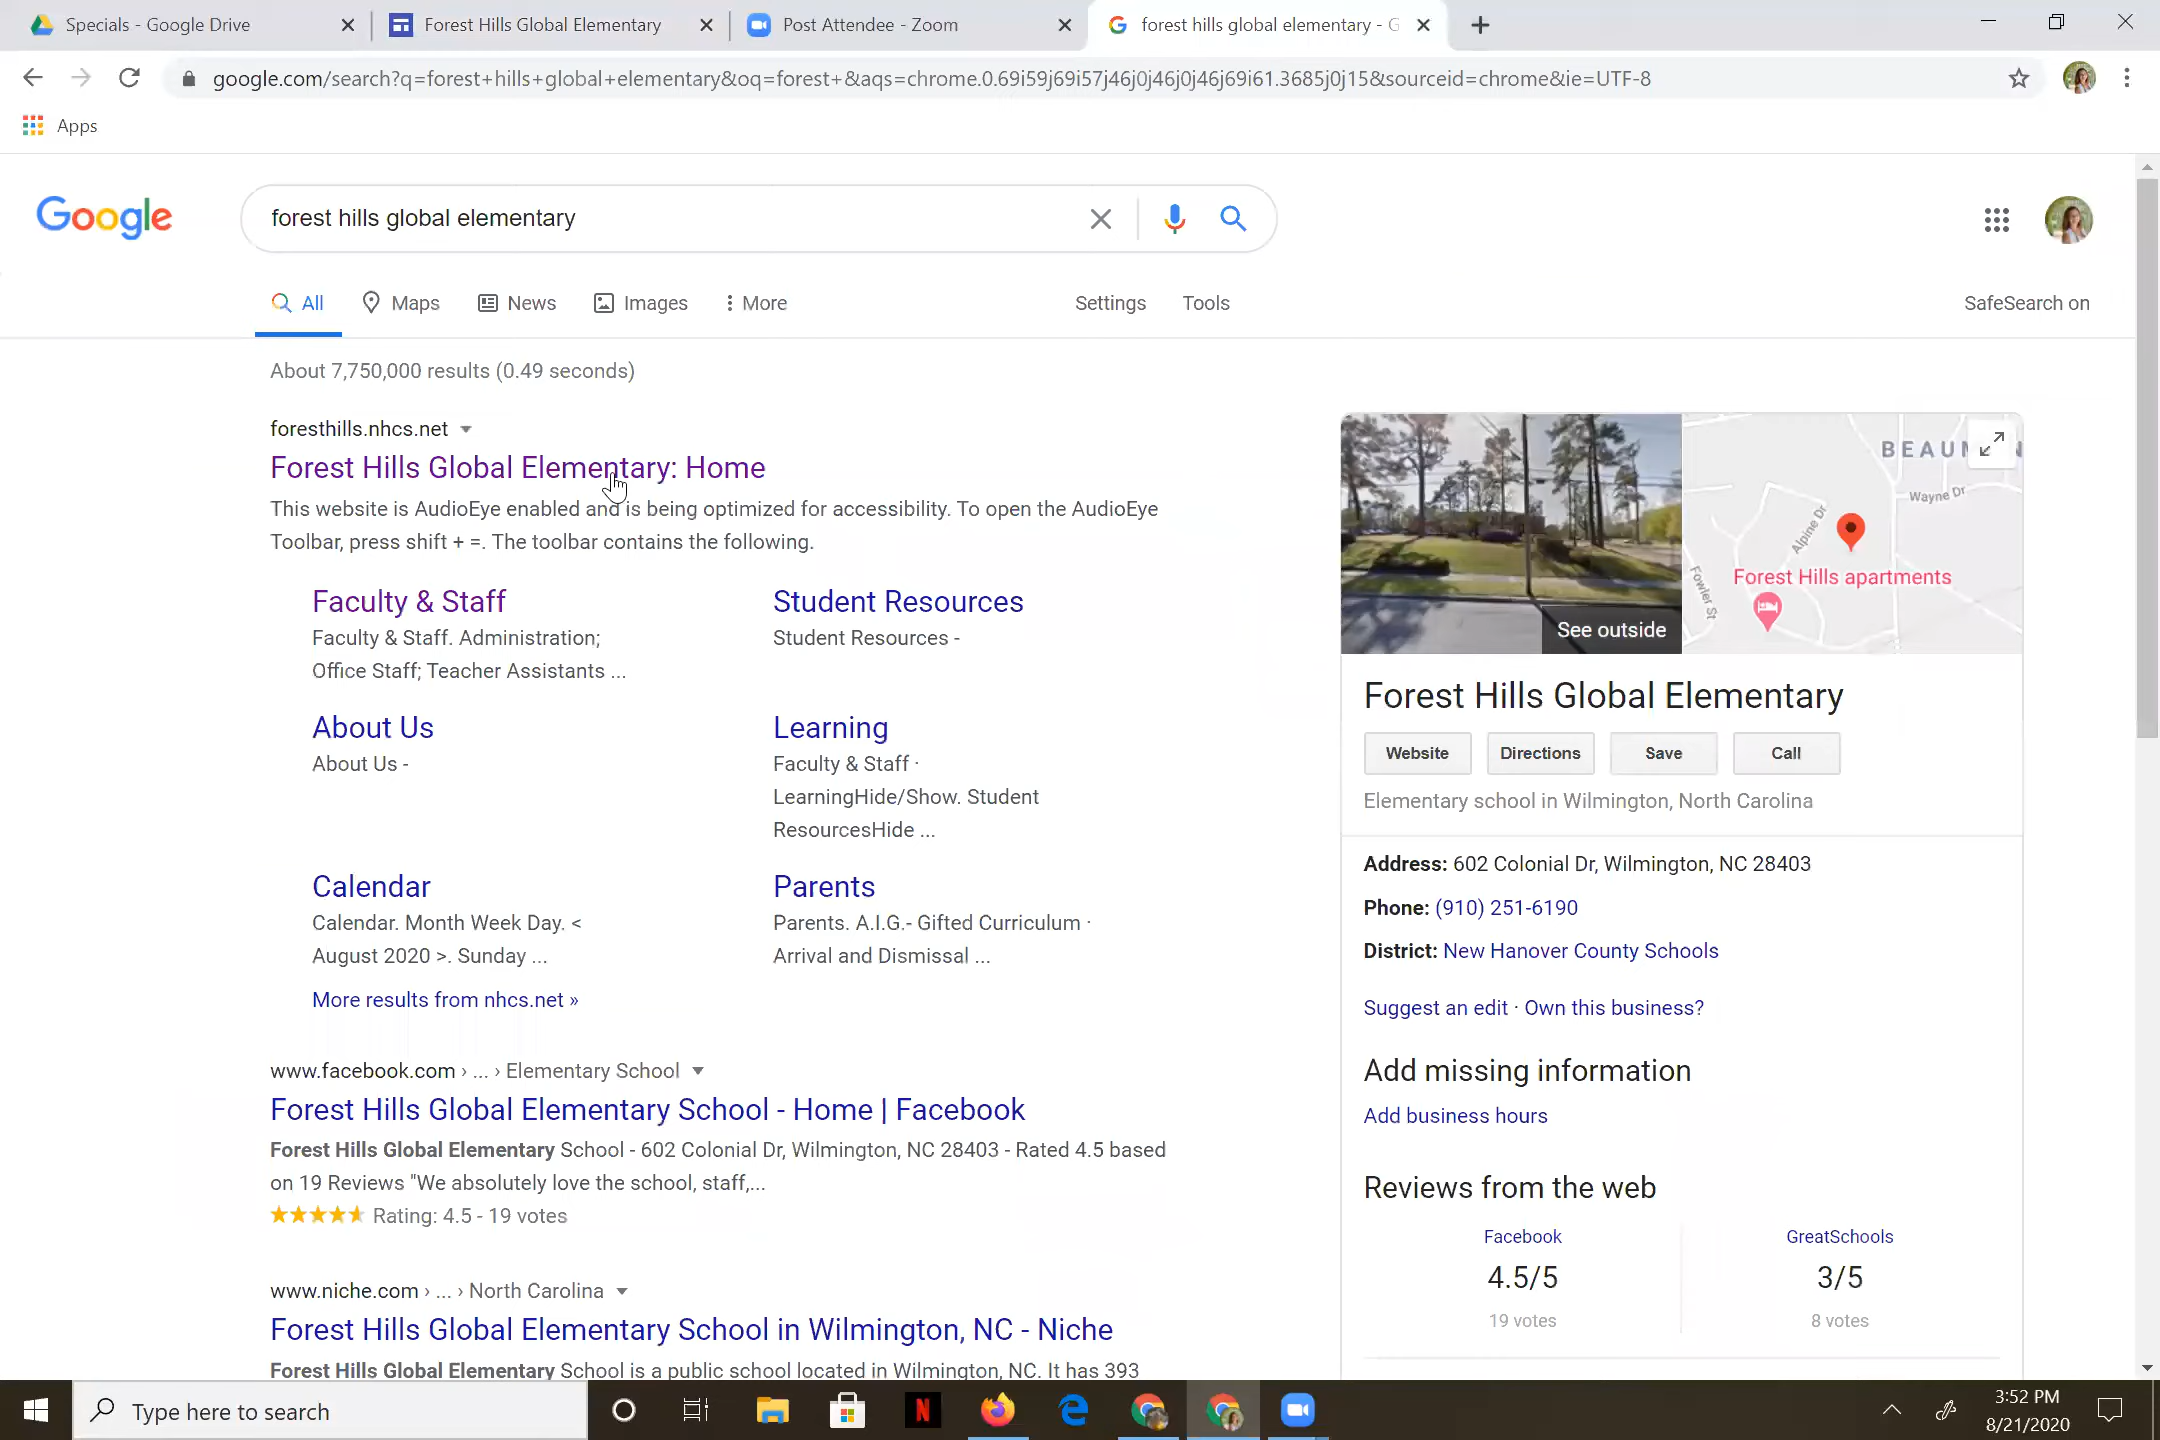 Specials - Google Drive
Forest Hills Global Elementary
Post Attendee - Zoom
forest hills global elementary - G
google.com/search?q=forest+hills+global+elementary&oq=forest+&aqs=chrome.0.69i59j69i57j46j0j46j0j46j69i61.3685j0j15&sourceid=chrome&ie=UTF-8
Apps
Google
forest hills global elementary
All
Maps
News
Images
More
Settings
Tools
SafeSearch on
About 7,750,000 results (0.49 seconds)
foresthills.nhcs.net
Forest Hills Global Elementary: Home
This website is AudioEye enabled and is being optimized for accessibility. To open the AudioEye
Toolbar, press shift + =. The toolbar contains the following.
Faculty & Staff
Faculty & Staff. Administration;
Office Staff; Teacher Assistants ...
Student Resources
Student Resources -
About Us
About Us -
Learning
Faculty & Staff ·
LearningHide/Show. Student
ResourcesHide ...
Calendar
Calendar. Month Week Day. <
August 2020 >. Sunday ...
Parents
Parents. A.I.G.- Gifted Curriculum ·
Arrival and Dismissal ...
More results from nhcs.net »
www.facebook.com › ... › Elementary School
Forest Hills Global Elementary School - Home | Facebook
Forest Hills Global Elementary School - 602 Colonial Dr, Wilmington, NC 28403 - Rated 4.5 based
on 19 Reviews "We absolutely love the school, staff,...
Rating: 4.5 - 19 votes
www.niche.com › ... › North Carolina
Forest Hills Global Elementary School in Wilmington, NC - Niche
Forest Hills Global Elementary School is a public school located in Wilmington, NC. It has 393
See outside
Wayne Dr
Alpine Dr
Fowler St
Forest Hills apartments
Forest Hills Global Elementary
Website
Directions
Save
Call
Elementary school in Wilmington, North Carolina
Address: 602 Colonial Dr, Wilmington, NC 28403
Phone: (910) 251-6190
District: New Hanover County Schools
Suggest an edit · Own this business?
Add missing information
Add business hours
Reviews from the web
Facebook
4.5/5
19 votes
GreatSchools
3/5
8 votes
Type here to search
3:52 PM
8/21/2020